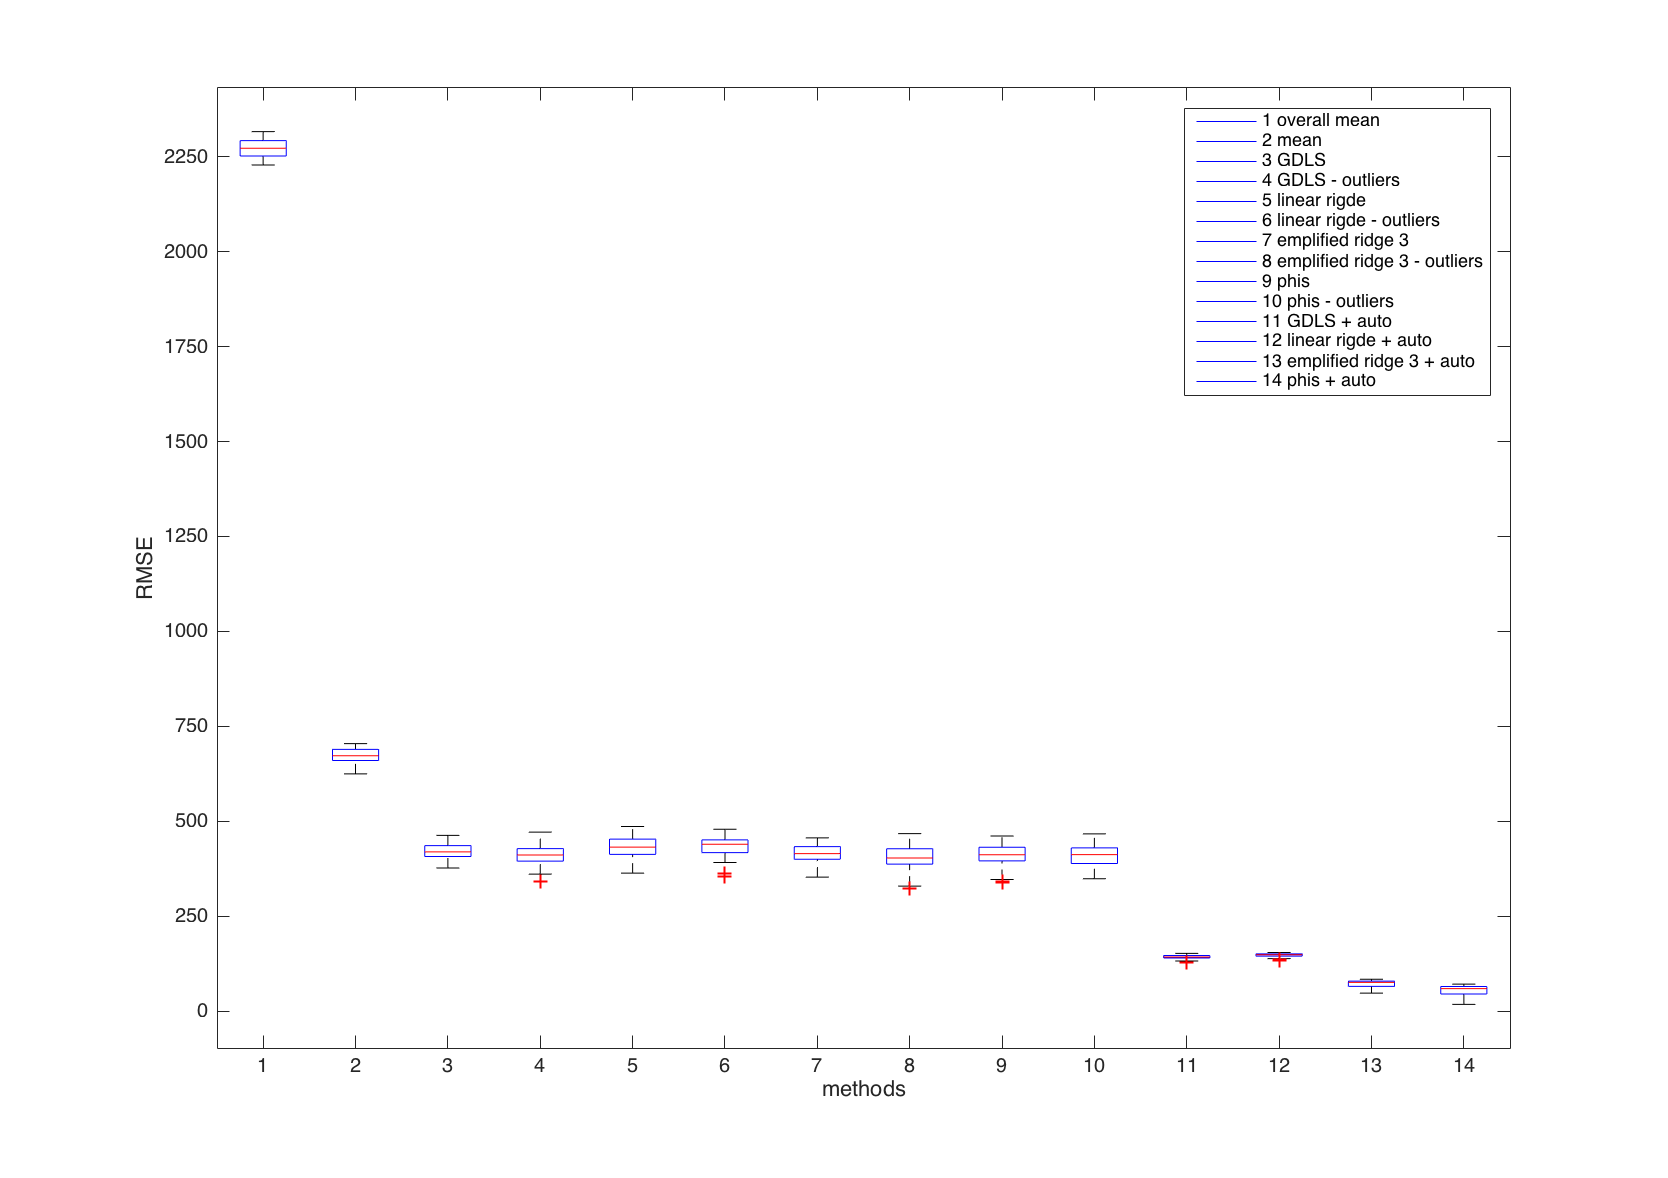 1 overall mean
2 mean
3 GDLS
4 GDLS - outliers
5 linear rigde
6 linear rigde - outliers
7 emplified ridge 3
8 emplified ridge 3 - outliers
9 phis
10 phis - outliers
11 GDLS + auto
12 linear rigde + auto
13 emplified ridge 3 + auto
14 phis + auto
2250
2000
1750
1500
1250
1000
750
500
250
0
RMSE
1 2 3 4 5 6 7 8 9 10 11 12 13 14
methods